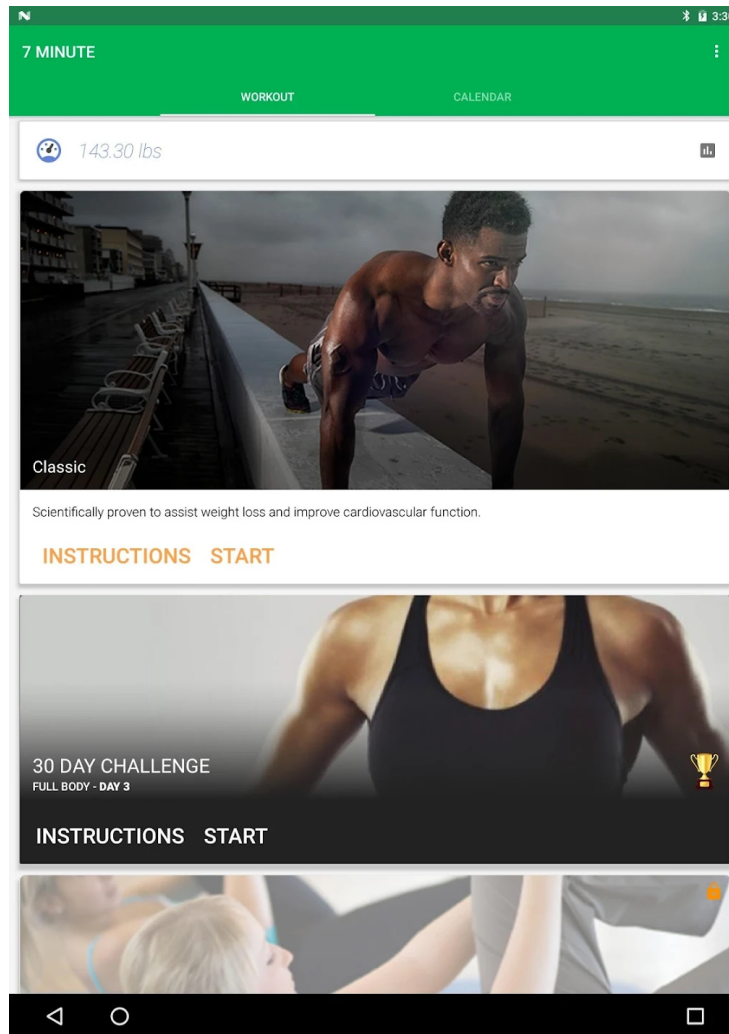 3:30
7 MINUTE
WORKOUT CALENDAR
143.30 lbs
Classic
Scientifically proven to assist weight loss and improve cardiovascular function.
INSTRUCTIONS START
30 DAY CHALLENGE
FULL BODY - DAY 3
INSTRUCTIONS START